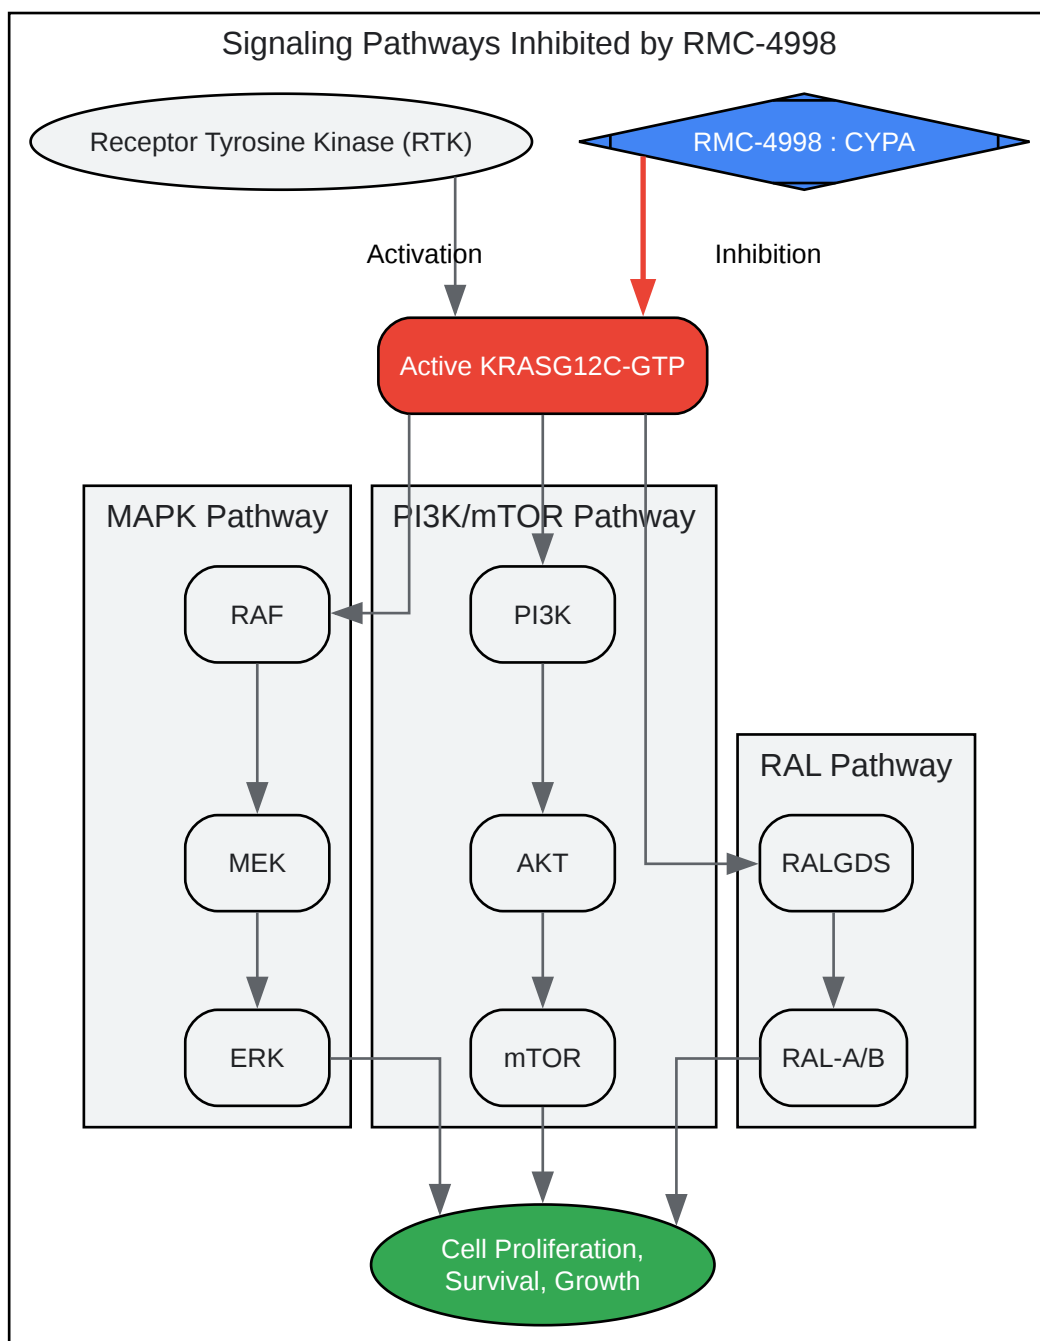 Signaling Pathways Inhibited by RMC-4998
Receptor Tyrosine Kinase (RTK)
RMC-4998 : CYPA
Activation
Inhibition
Active KRASG12C-GTP
MAPK Pathway
PI3K/mTOR Pathway
RAF
PI3K
RAL Pathway
MEK
AKT
RALGDS
ERK
mTOR
RAL-A/B
Cell Proliferation,
Survival, Growth